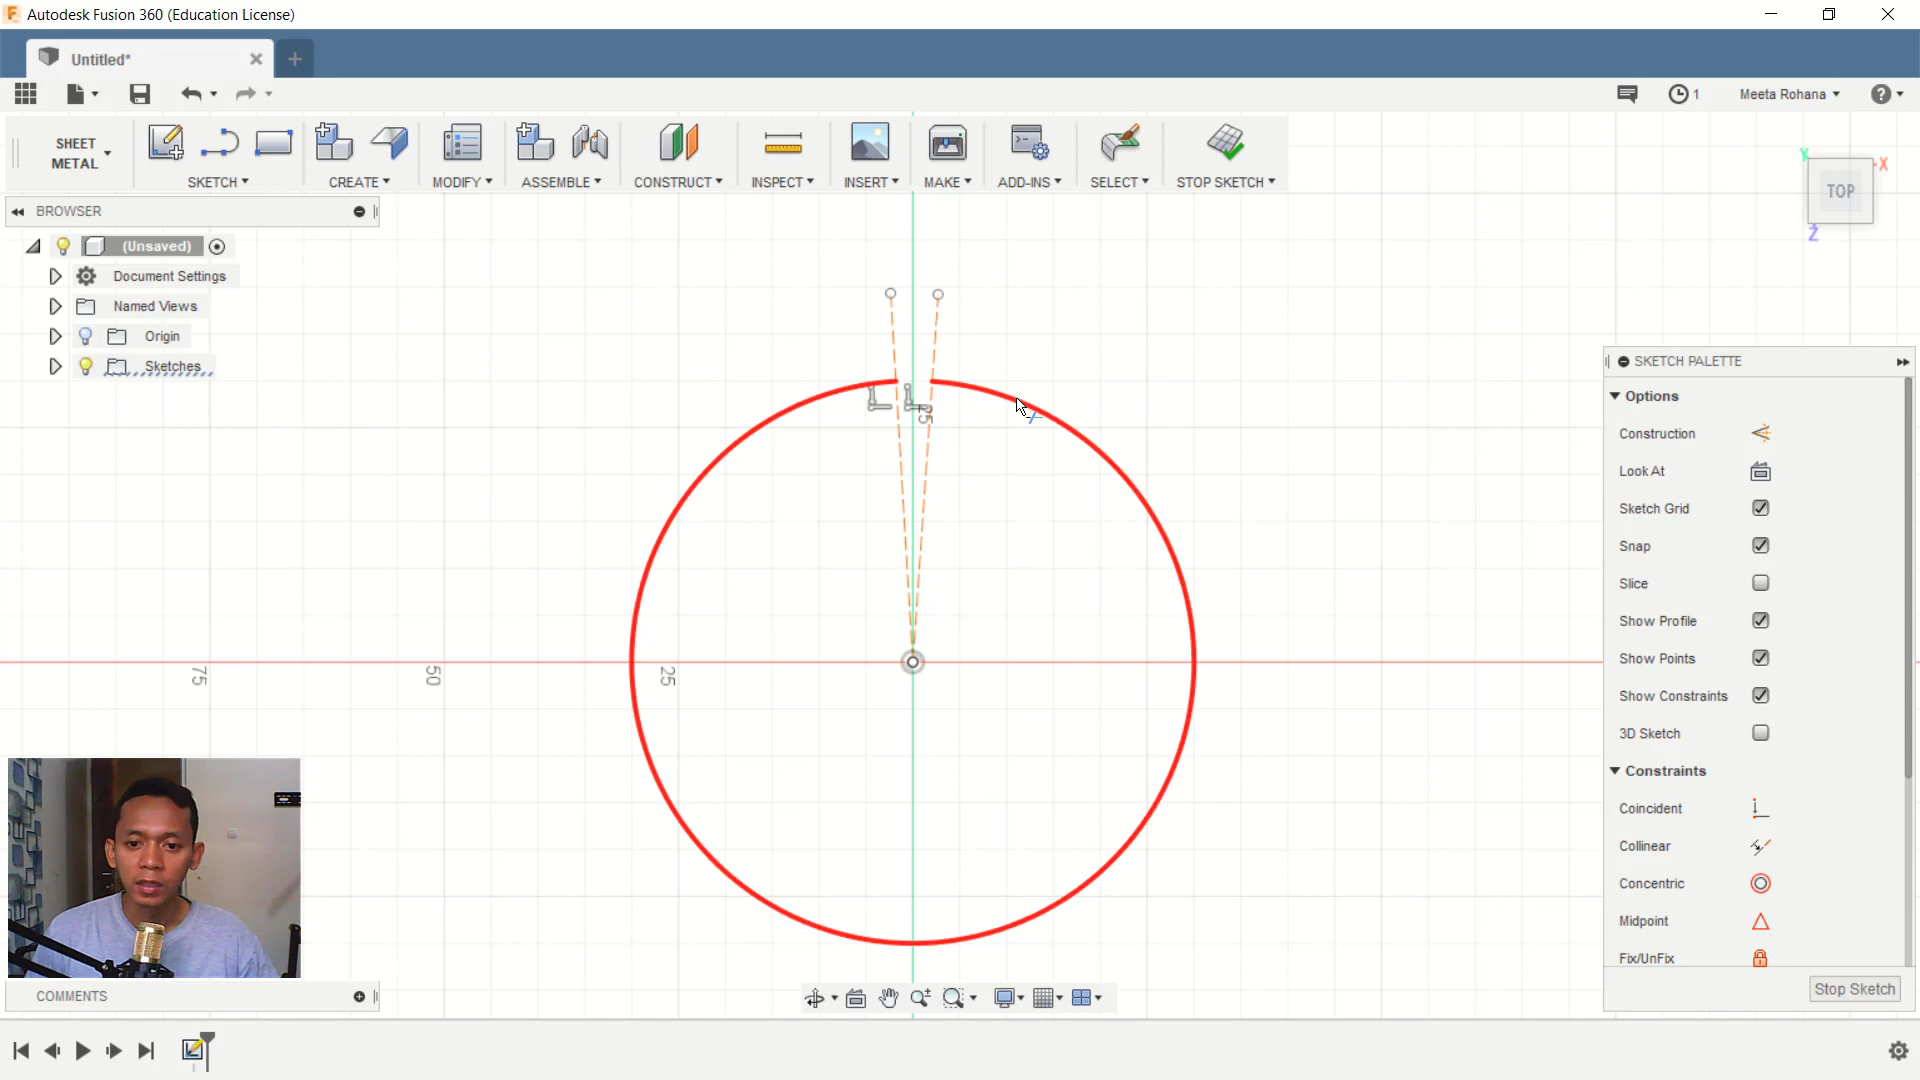 Autodesk Fusion 360 (Education License)
Untitled*
1
Meeta Rohana
SHEET
METAL
SKETCH
CREATE
MODIFY
ASSEMBLE
CONSTRUCT
INSPECT
INSERT
MAKE
ADD-INS
SELECT
STOP SKETCH
Y
X
TOP
Z
BROWSER
(Unsaved)
Document Settings
Named Views
Origin
Sketches
25
75
50
25
SKETCH PALETTE
Options
Construction
Look At
Sketch Grid
Snap
Slice
Show Profile
Show Points
Show Constraints
3D Sketch
Constraints
Coincident
Collinear
Concentric
Midpoint
Fix/UnFix
Stop Sketch
COMMENTS